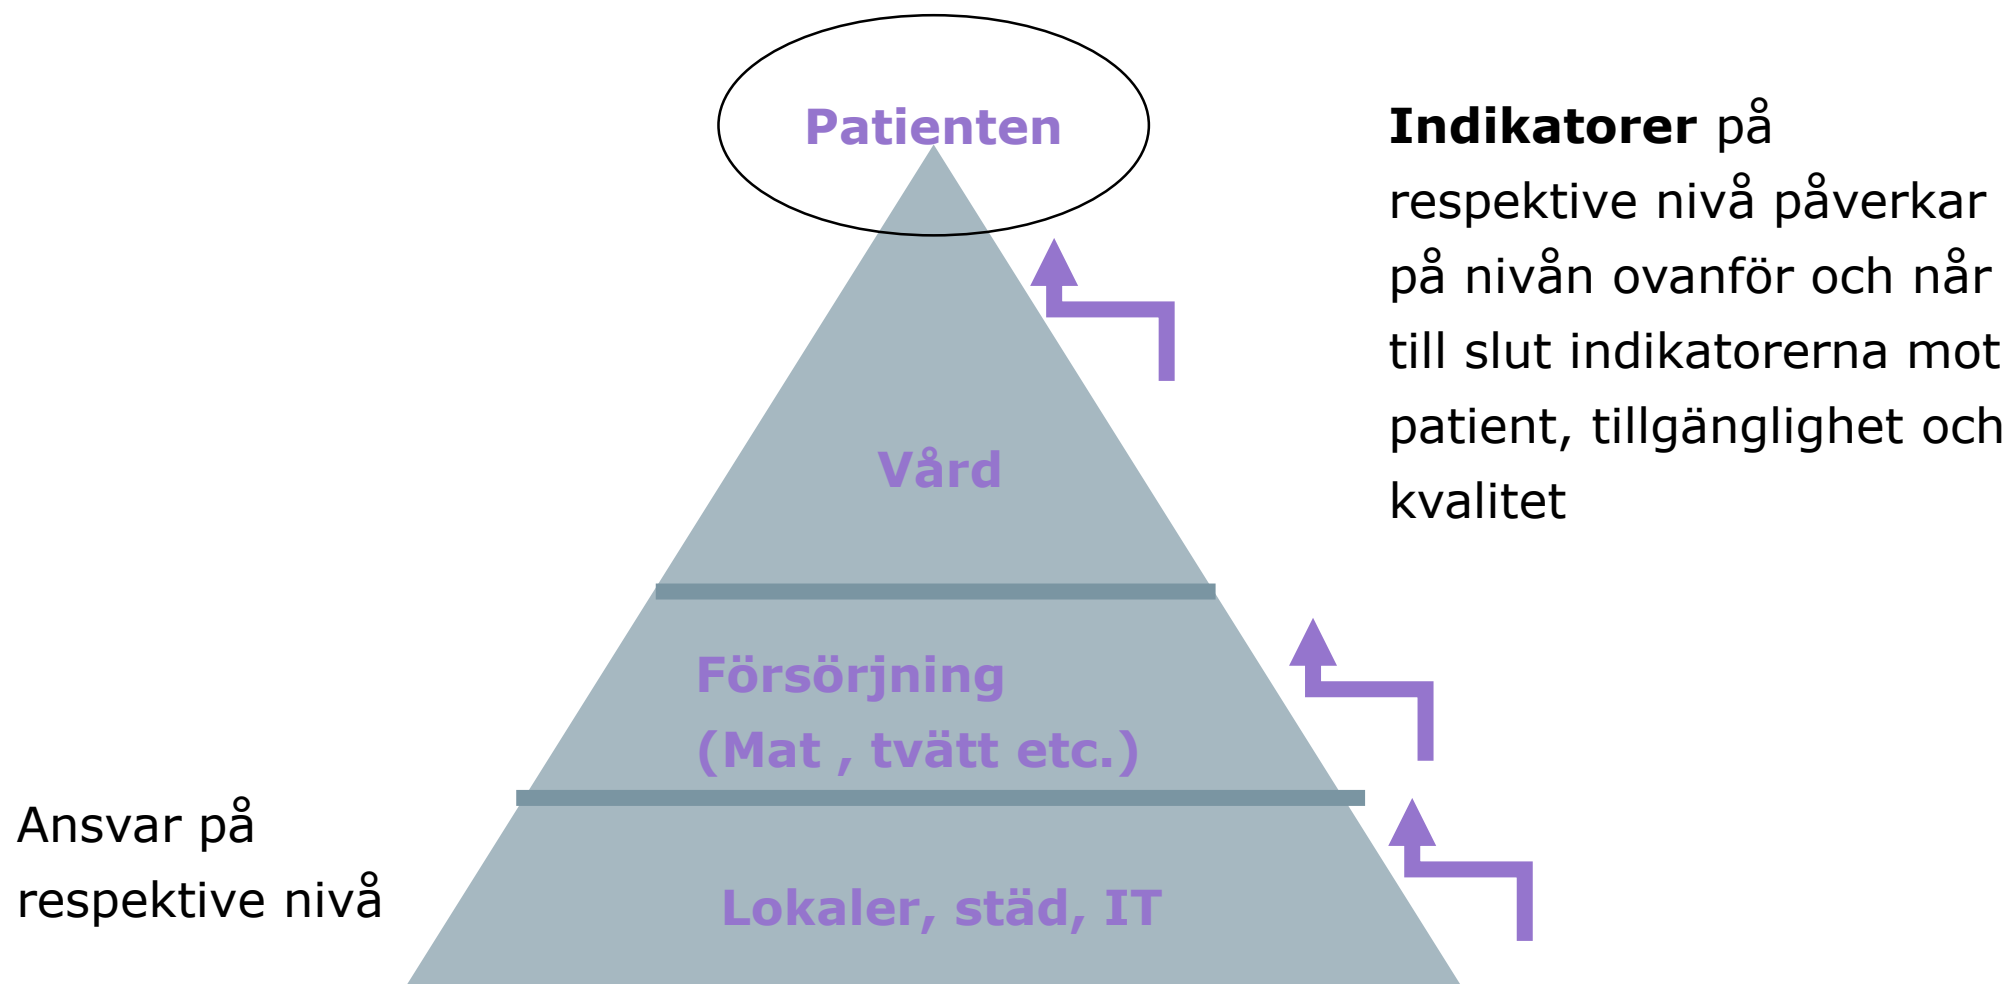 Patienten
Indikatorer på
respektive nivå påverkar
på nivån ovanför och når
till slut indikatorerna mot
patient, tillgänglighet och
kvalitet
Vård
Försörjning
(Mat , tvätt etc.)
Ansvar på
respektive nivå
Lokaler, städ, IT